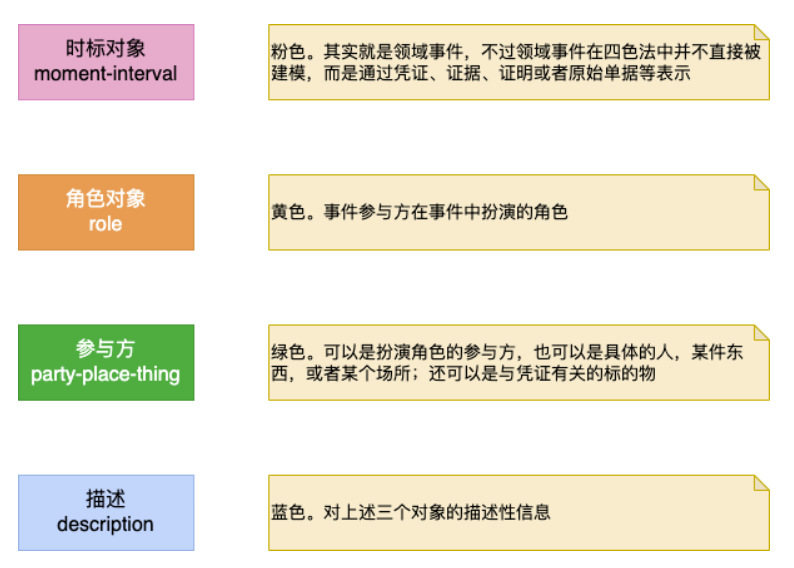 时标对象
moment-interval
粉色。其实就是领域事件，不过领域事件在四色法中并不直接被
建模，而是通过凭证、证据、证明或者原始单据等表示
角色对象
role
黄色。事件参与方在事件中扮演的角色
参与方
party-place-thing
绿色。可以是扮演角色的参与方，也可以是具体的人，某件东
西，或者某个场所；还可以是与凭证有关的标的物
描述
description
蓝色。对上述三个对象的描述性信息